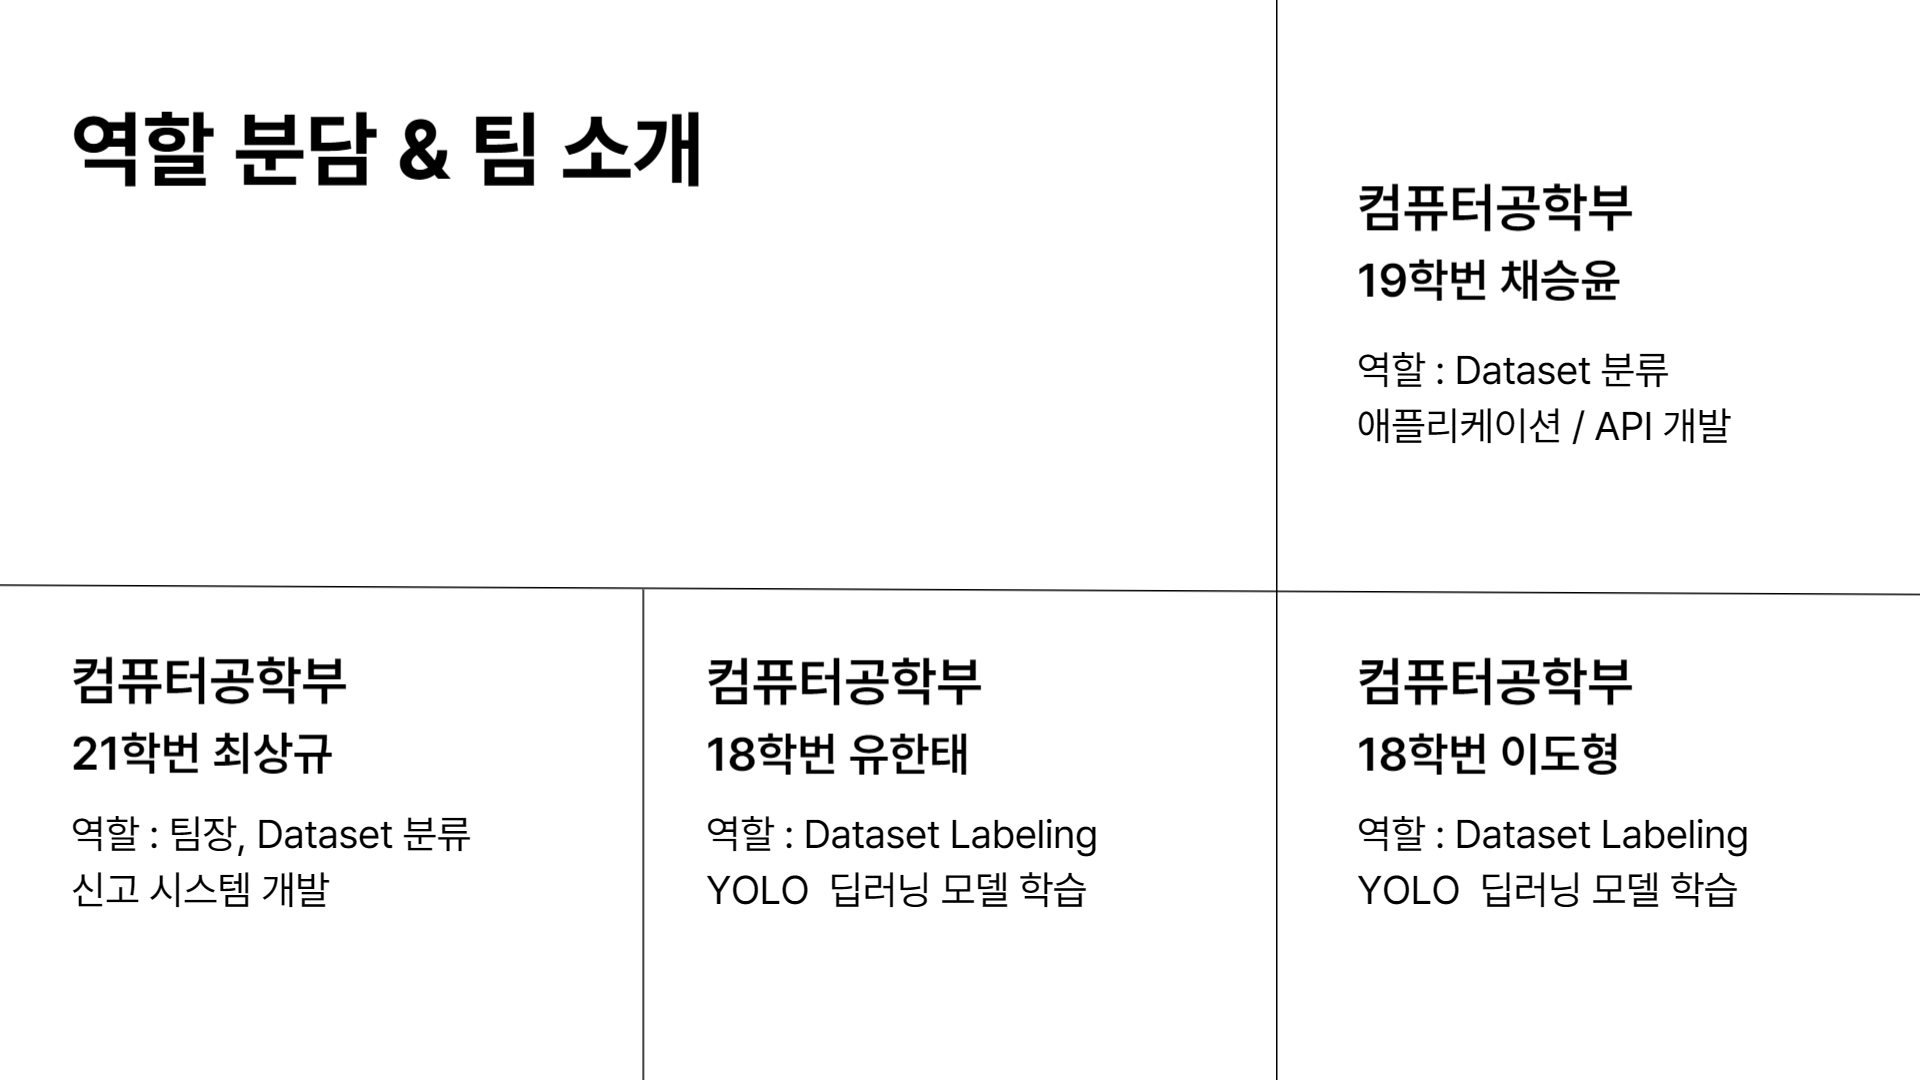 역할 분담 & 팀 소개
컴퓨터공학부
19학번 채승윤
역할 : Dataset 분류
애플리케이션 / API 개발
컴퓨터공학부
21학번 최상규
역할 : 팀장, Dataset 분류
신고 시스템 개발
컴퓨터공학부
18학번 유한태
역할 : Dataset Labeling
YOLO  딥러닝 모델 학습
컴퓨터공학부
18학번 이도형
역할 : Dataset Labeling
YOLO  딥러닝 모델 학습